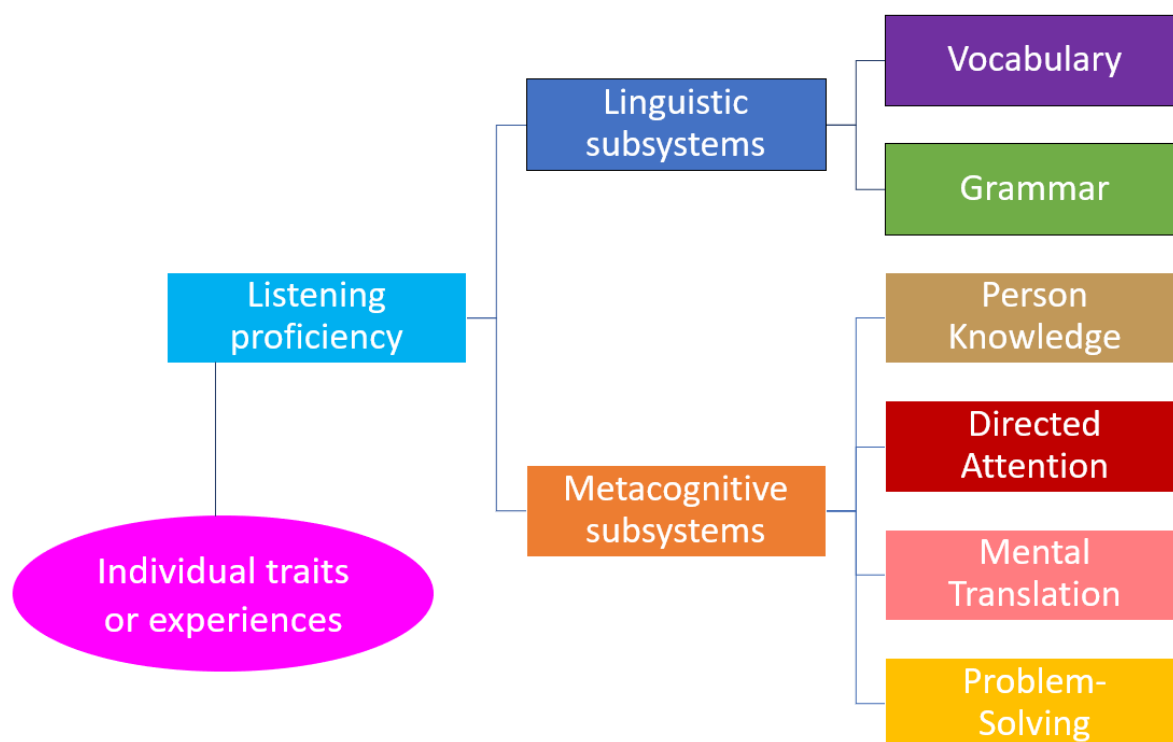 Vocabulary
Linguistic
subsystems
Grammar
Listening
proficiency
Person
Knowledge
Directed
Attention
Metacognitive
subsystems
Mental
Translation
Individual traits
or experiences
Problem-
Solving